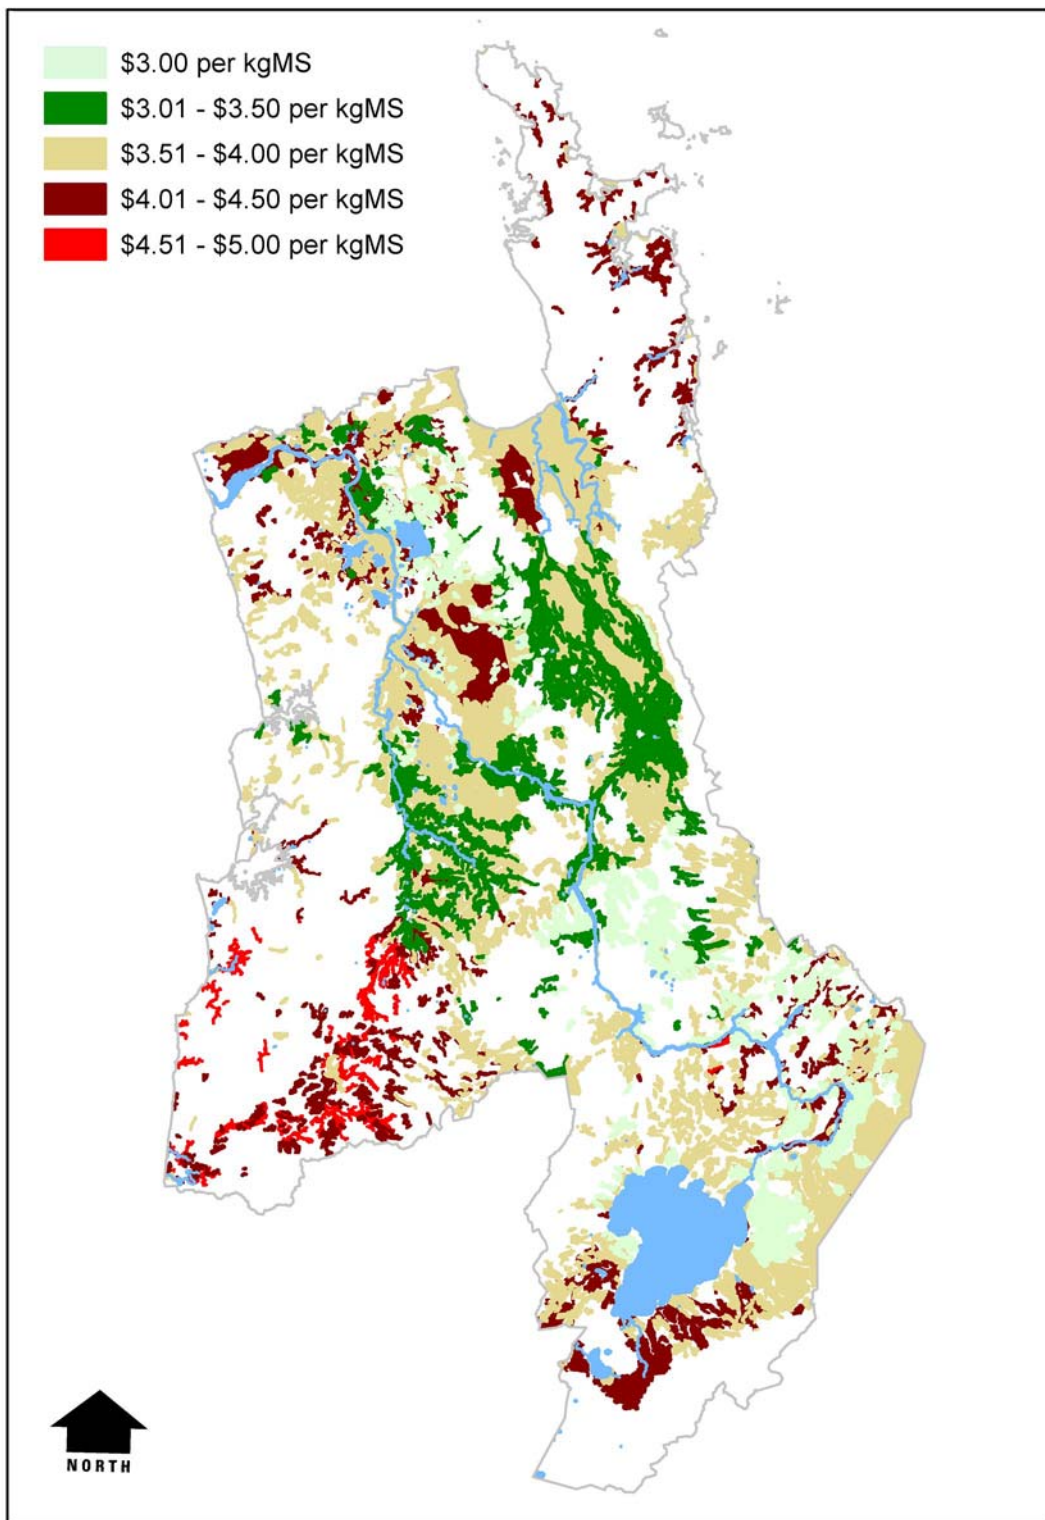 $3.00 per kgMS
$3.01 - $3.50 per kgMS
$3.51 - $4.00 per kgMS
$4.01 - $4.50 per kgMS
$4.51 - $5.00 per kgMS
NORTH